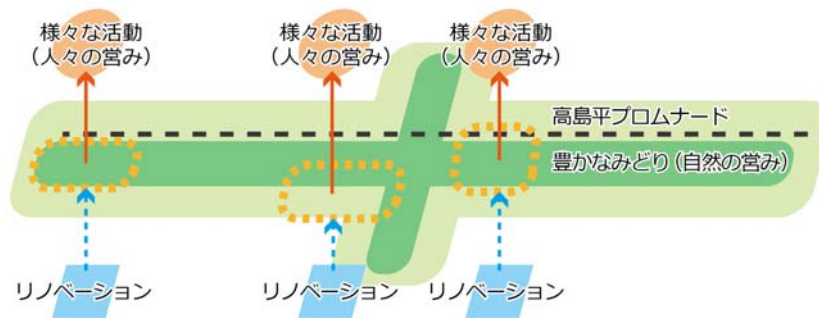 様々な活動
(人々の営み)
様々な活動
(人々の営み)
様々な活動
(人々の営み)
高島平プロムナード
豊かなみどり(自然の営み)
リノベーション
リノベーション
リノベーション